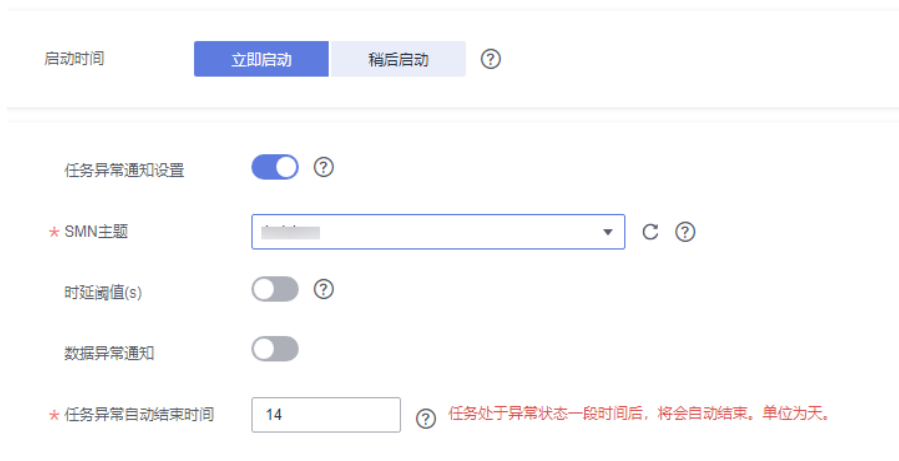 启动时间 立即启动 稍后启动 ?
任务异常通知设置 ?
* SMN主题 ?
时延阈值(s) ?
数据异常通知
* 任务异常自动结束时间 14 ? 任务处于异常状态一段时间后，将会自动结束。单位为天。